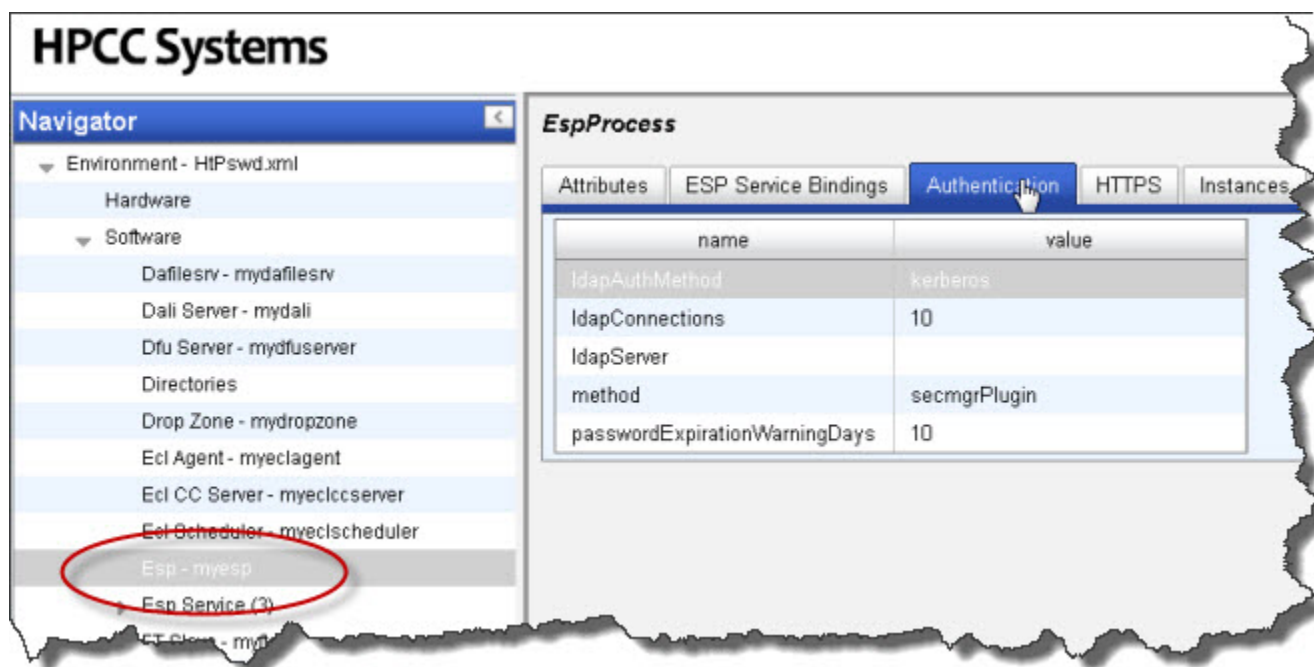 HPCC Systems
Navigator
Environment - HtPswd.xml
Hardware
Software
Dafilesrv - mydafilesrv
Dali Server - mydali
Dfu Server - mydfuserver
Directories
Drop Zone - mydropzone
Ecl Agent - myeclagent
Ecl CC Server - myeclccserver
Ecl Scheduler - myeclscheduler
Esp - myesp
Esp Service (3)
EspProcess
Attributes ESP Service Bindings Authentication HTTPS Instances
name value
ldapAuthMethod kerberos
ldapConnections 10
ldapServer
method secmgrPlugin
passwordExpirationWarningDays 10